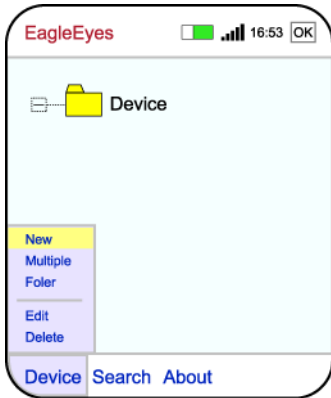 EagleEyes 16:53 OK
Device
New
Multiple
Foler
Edit
Delete
Device Search About